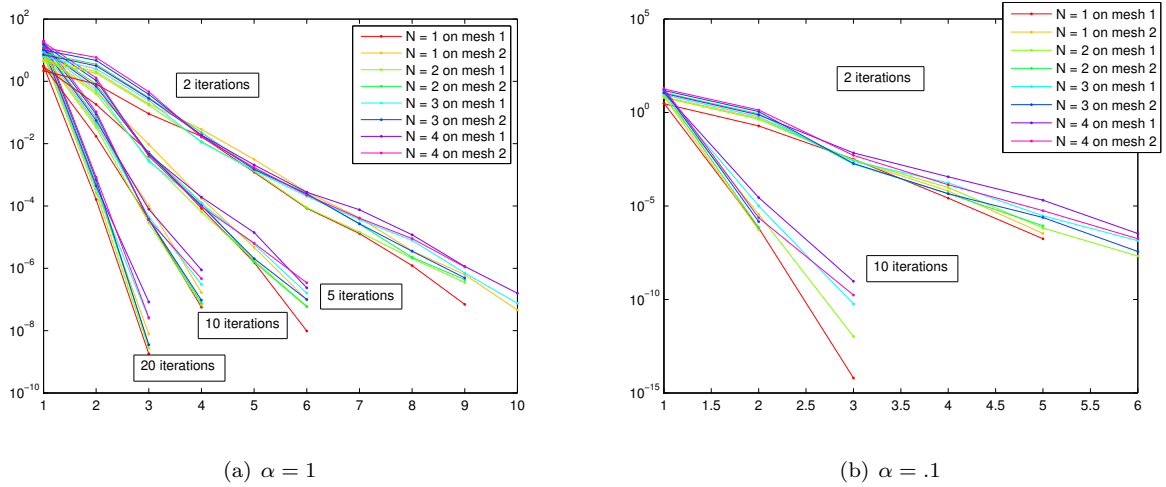 10^2
10^0
10^-2
10^-4
10^-6
10^-8
10^-10
1 2 3 4 5 6 7 8 9 10
2 iterations
5 iterations
10 iterations
20 iterations
N = 1 on mesh 1
N = 1 on mesh 2
N = 2 on mesh 1
N = 2 on mesh 2
N = 3 on mesh 1
N = 3 on mesh 2
N = 4 on mesh 1
N = 4 on mesh 2
(a) α = 1
10^5
10^0
10^-5
10^-10
10^-15
1 1.5 2 2.5 3 3.5 4 4.5 5 5.5 6
2 iterations
10 iterations
N = 1 on mesh 1
N = 1 on mesh 2
N = 2 on mesh 1
N = 2 on mesh 2
N = 3 on mesh 1
N = 3 on mesh 2
N = 4 on mesh 1
N = 4 on mesh 2
(b) α = .1